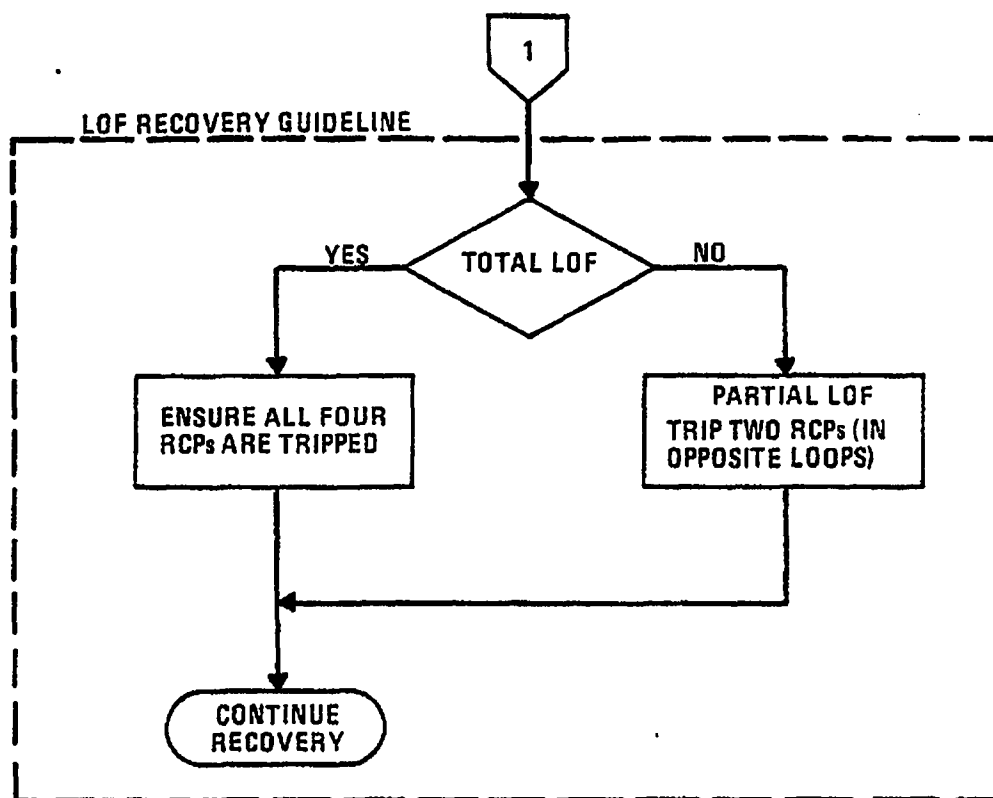 1
LOF RECOVERY GUIDELINE
TOTAL LOF
YES
NO
ENSURE ALL FOUR
RCPs ARE TRIPPED
PARTIAL LOF
TRIP TWO RCPs (IN
OPPOSITE LOOPS)
CONTINUE
RECOVERY